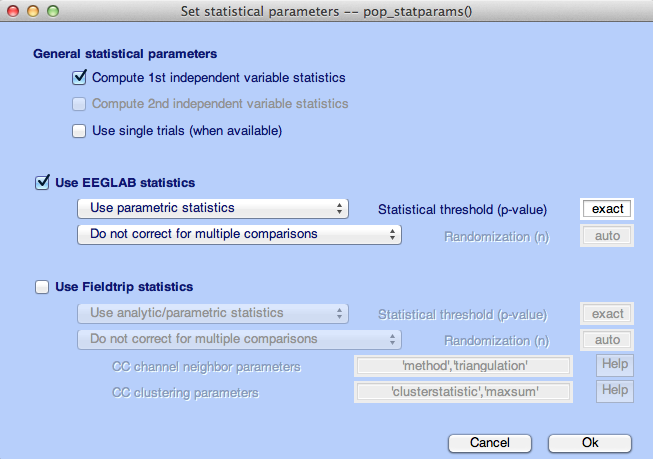 Set statistical parameters -- pop_statparams()
General statistical parameters
Compute 1st independent variable statistics
Compute 2nd independent variable statistics
Use single trials (when available)
Use EEGLAB statistics
Use parametric statistics Statistical threshold (p-value) exact
Do not correct for multiple comparisons Randomization (n) auto
Use Fieldtrip statistics
Use analytic/parametric statistics Statistical threshold (p-value) exact
Do not correct for multiple comparisons Randomization (n) auto
CC channel neighbor parameters 'method','triangulation' Help
CC clustering parameters 'clusterstatistic','maxsum' Help
Cancel Ok